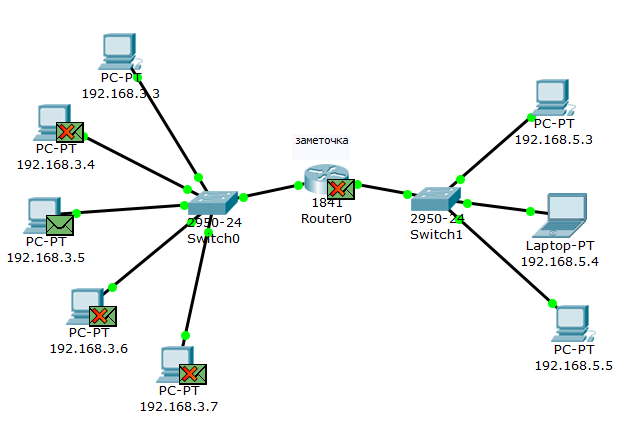 PC-PT
192.168.3.3
PC-PT
192.168.3.4
PC-PT
192.168.3.5
PC-PT
192.168.3.6
PC-PT
192.168.3.7
2950-24
Switch0
заметочка
1841
Router0
2950-24
Switch1
PC-PT
192.168.5.3
Laptop-PT
192.168.5.4
PC-PT
192.168.5.5